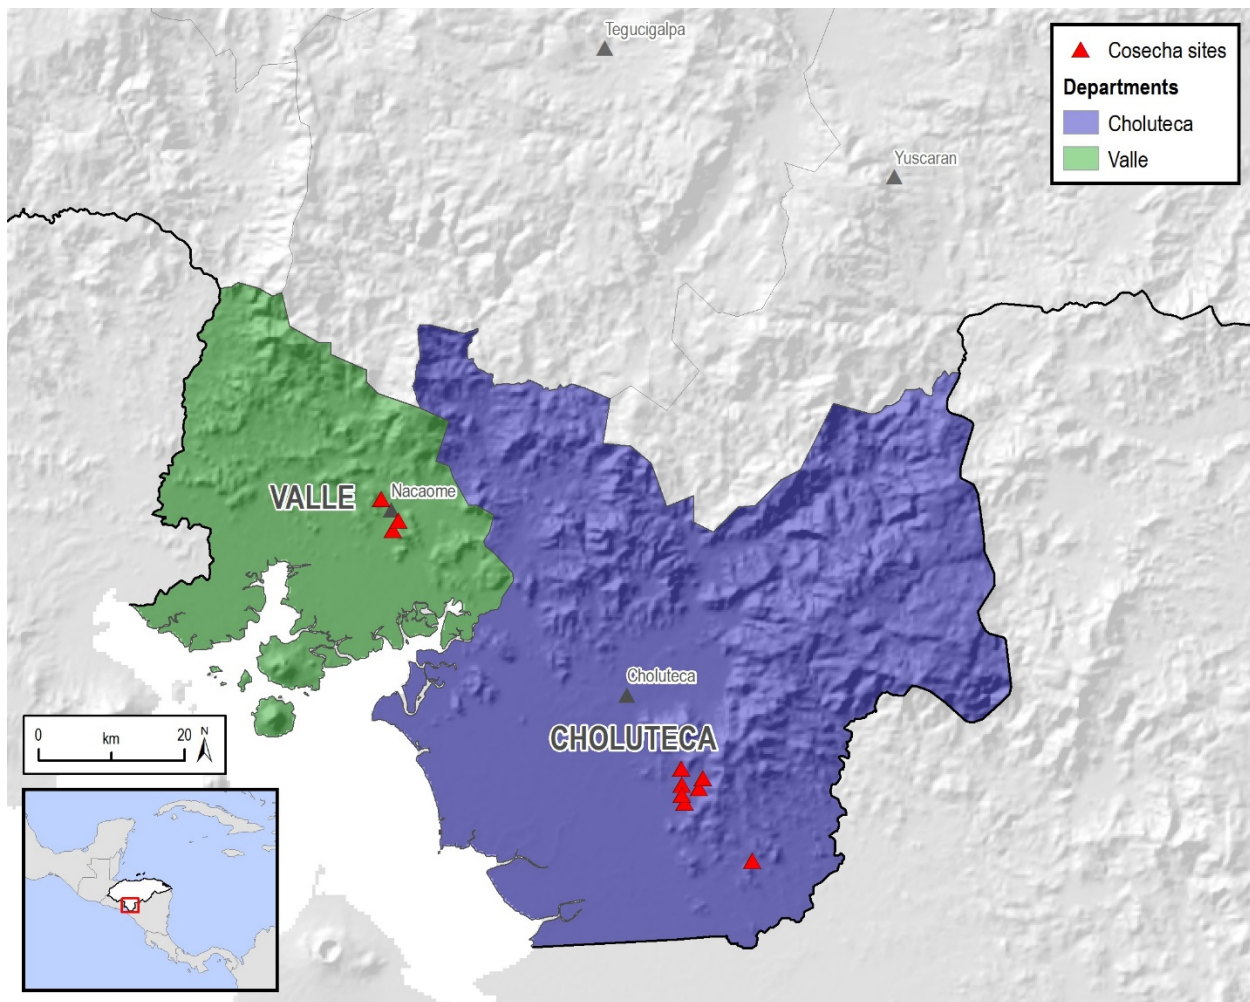 Tegucigalpa
Cosecha sites
Departments
Choluteca
Valle
Yuscaran
VALLE
Nacaome
Choluteca
CHOLUTECA
0 km 20 N